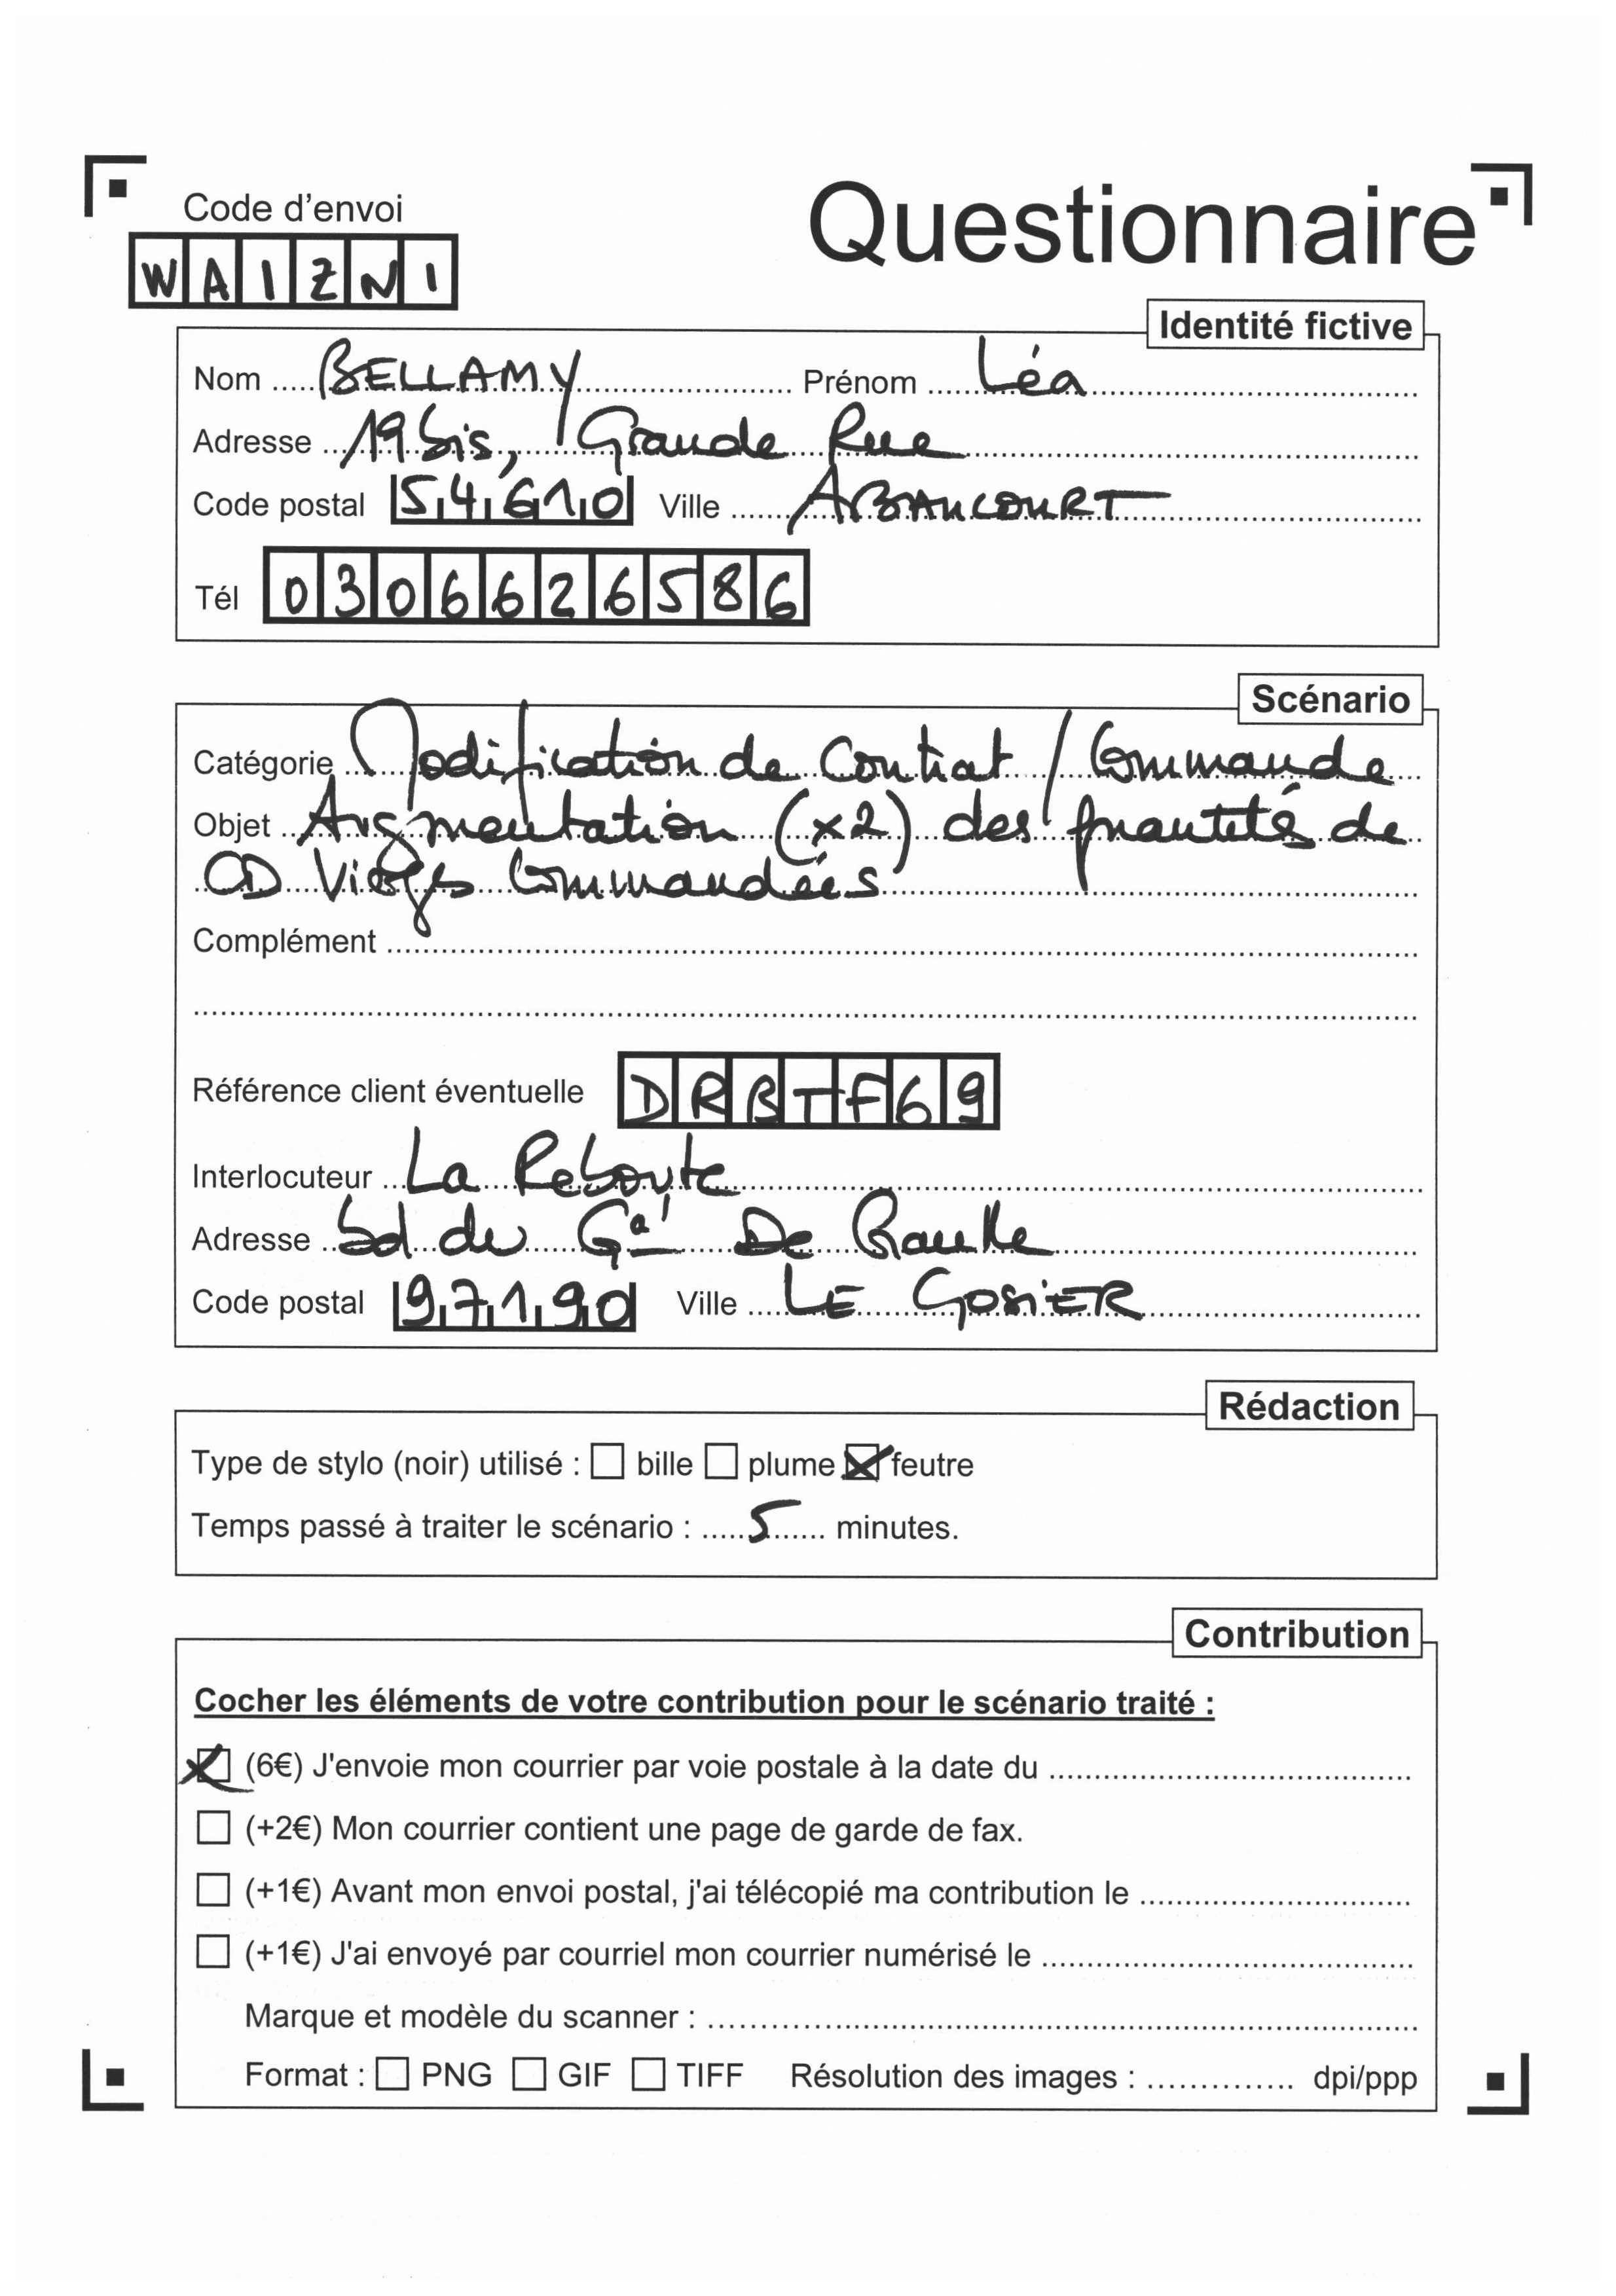 Code d'envoi
Questionnaire
WAIZNI
Identité fictive
Nom BELLAMY Prénom Léa
Adresse 19 bis, Grande Rue
Code postal 54610 Ville ABANCOURT
Tél 0306626586
Scénario
Catégorie Modification de Contrat / Commande
Objet Augmentation (x2) des quantités de
CD Vierges Commandées
Complément
Référence client éventuelle DRBTF69
Interlocuteur La Reboute
Adresse Bd du Gal De Gaulle
Code postal 97190 Ville LE GOSIER
Rédaction
Type de stylo (noir) utilisé : bille plume feutre
Temps passé à traiter le scénario : 5 minutes.
Contribution
Cocher les éléments de votre contribution pour le scénario traité :
(6€) J'envoie mon courrier par voie postale à la date du
(+2€) Mon courrier contient une page de garde de fax.
(+1€) Avant mon envoi postal, j'ai télécopié ma contribution le
(+1€) J'ai envoyé par courriel mon courrier numérisé le
Marque et modèle du scanner :
Format : PNG GIF TIFF Résolution des images : dpi/ppp